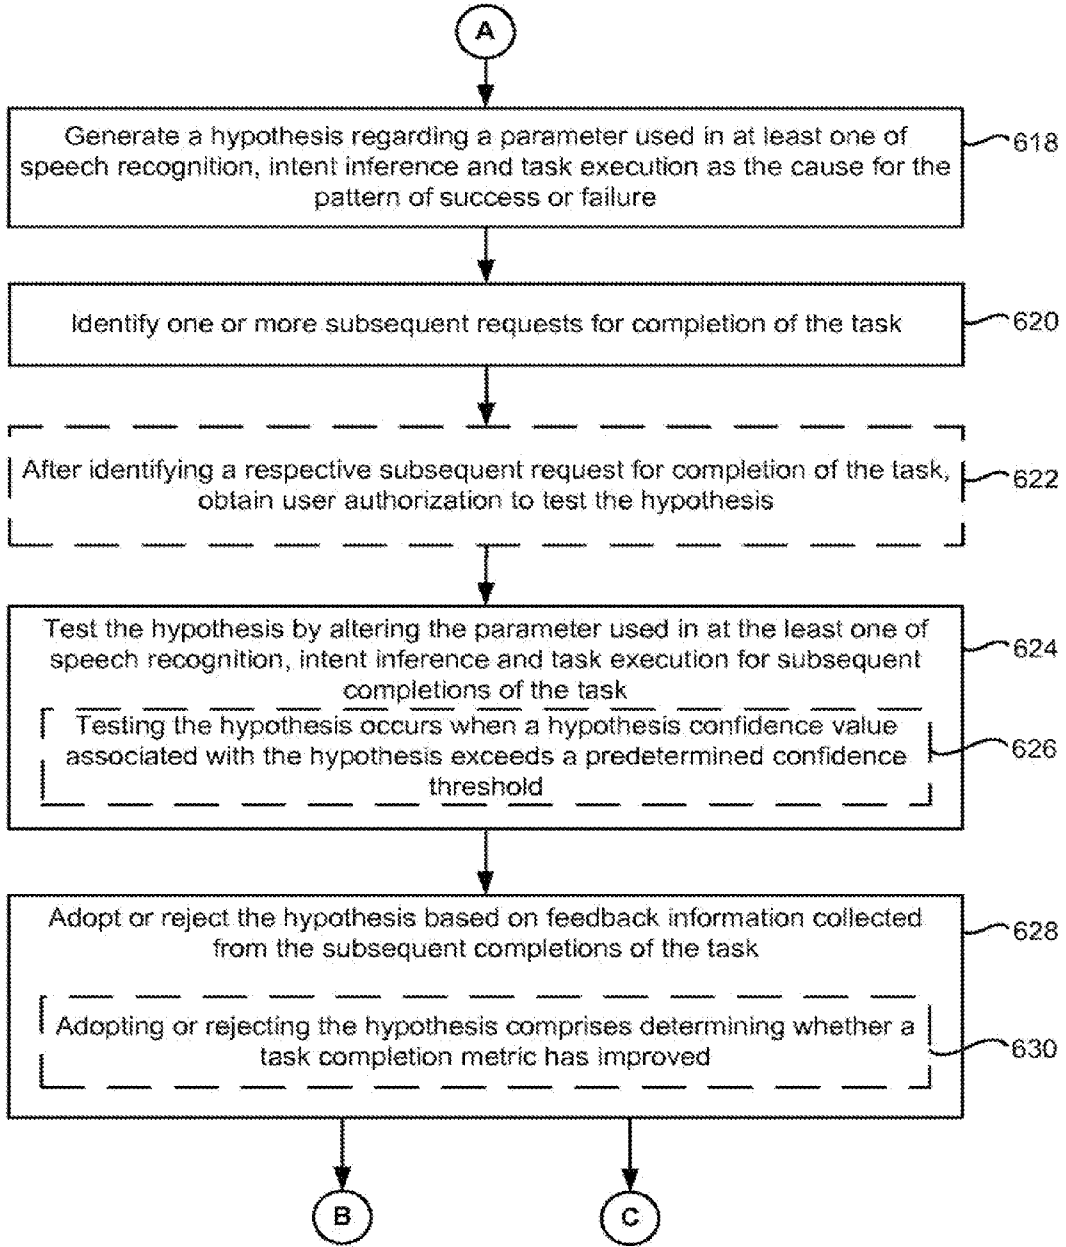 A
Generate a hypothesis regarding a parameter used in at least one of
speech recognition, intent inference and task execution as the cause for the
pattern of success or failure
618
Identify one or more subsequent requests for completion of the task
620
After identifying a respective subsequent request for completion of the task,
obtain user authorization to test the hypothesis
622
Test the hypothesis by altering the parameter used in at the least one of
speech recognition, intent inference and task execution for subsequent
completions of the task
624
Testing the hypothesis occurs when a hypothesis confidence value
associated with the hypothesis exceeds a predetermined confidence
threshold
626
Adopt or reject the hypothesis based on feedback information collected
from the subsequent completions of the task
628
Adopting or rejecting the hypothesis comprises determining whether a
task completion metric has improved
630
B
C